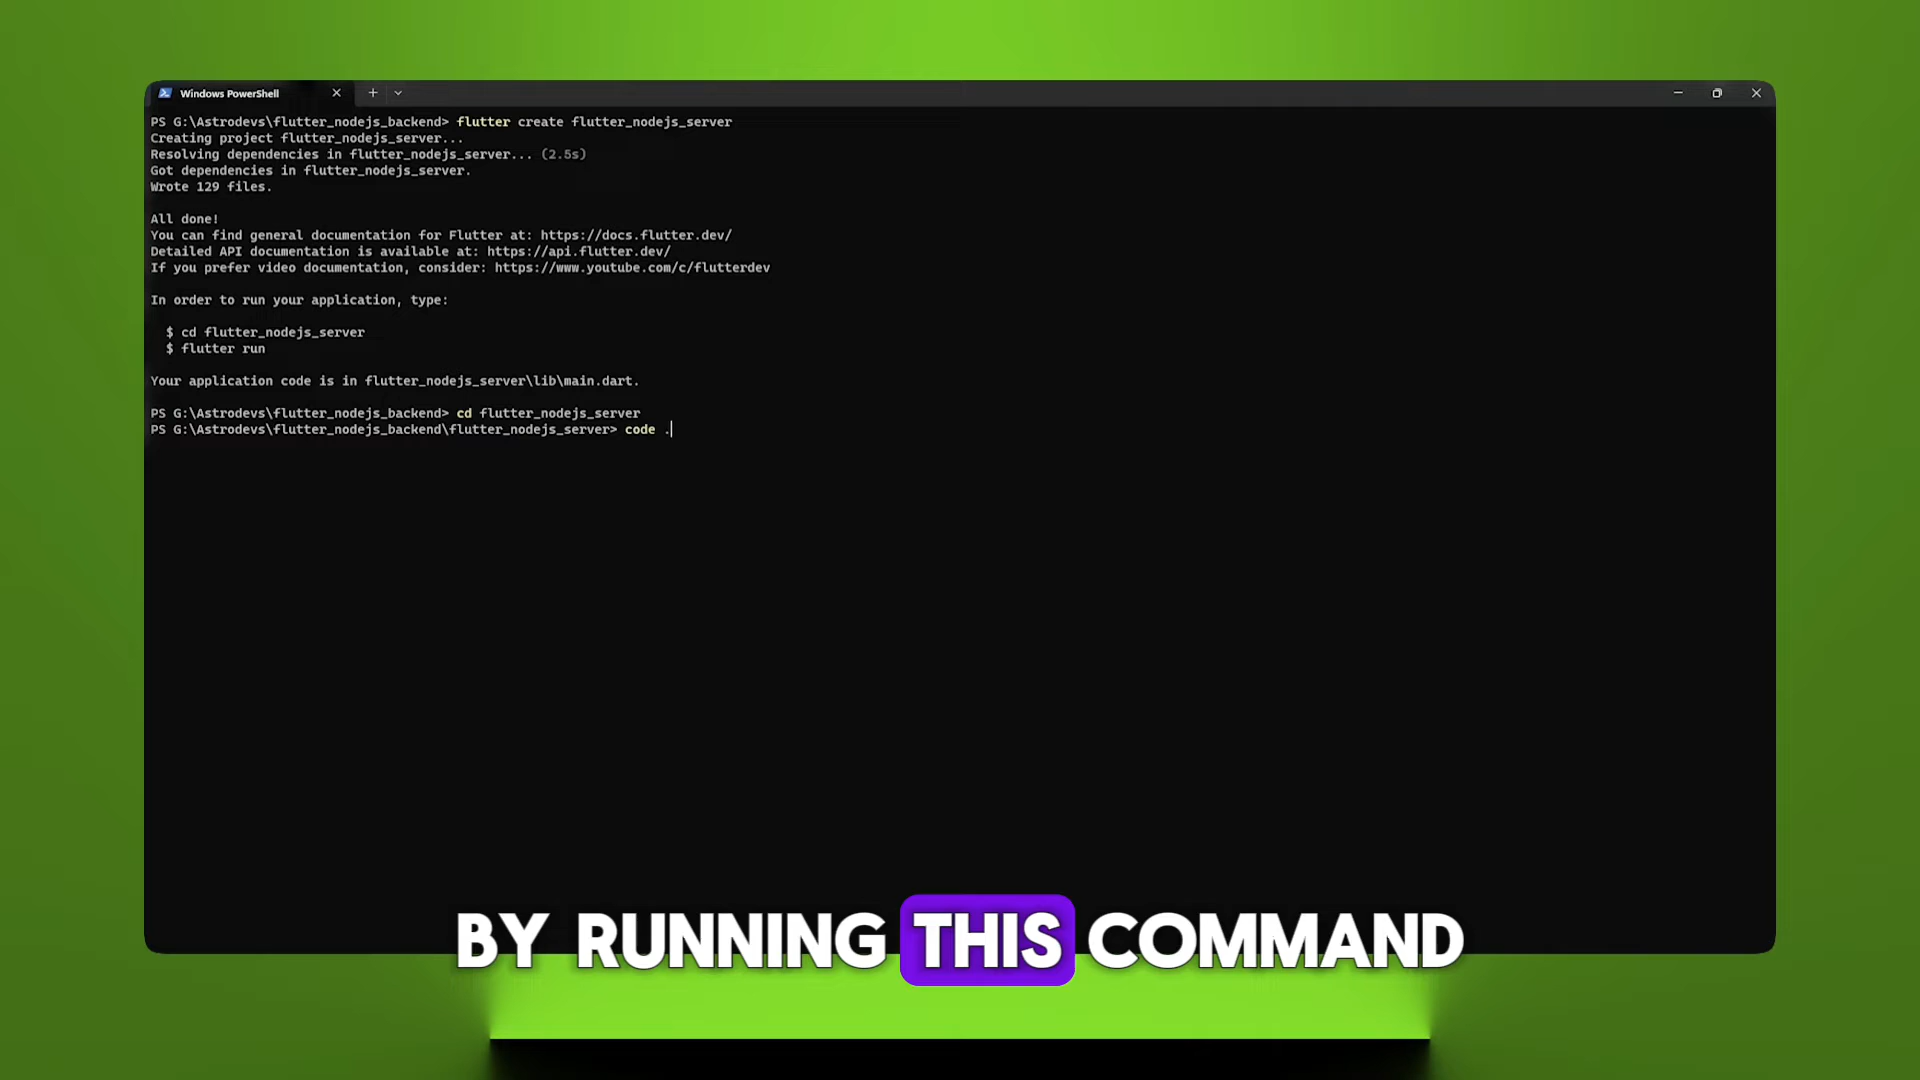 Windows PowerShell
PS G:\Astrodevs\flutter_nodejs_backend> flutter create flutter_nodejs_server
Creating project flutter_nodejs_server...
Resolving dependencies in flutter_nodejs_server... (2.5s)
Got dependencies in flutter_nodejs_server.
Wrote 129 files.
All done!
You can find general documentation for Flutter at: https://docs.flutter.dev/
Detailed API documentation is available at: https://api.flutter.dev/
If you prefer video documentation, consider: https://www.youtube.com/c/flutterdev
In order to run your application, type:
$ cd flutter_nodejs_server
$ flutter run
Your application code is in flutter_nodejs_server\lib\main.dart.
PS G:\Astrodevs\flutter_nodejs_backend> cd flutter_nodejs_server
PS G:\Astrodevs\flutter_nodejs_backend\flutter_nodejs_server> code .
BY RUNNING THIS COMMAND